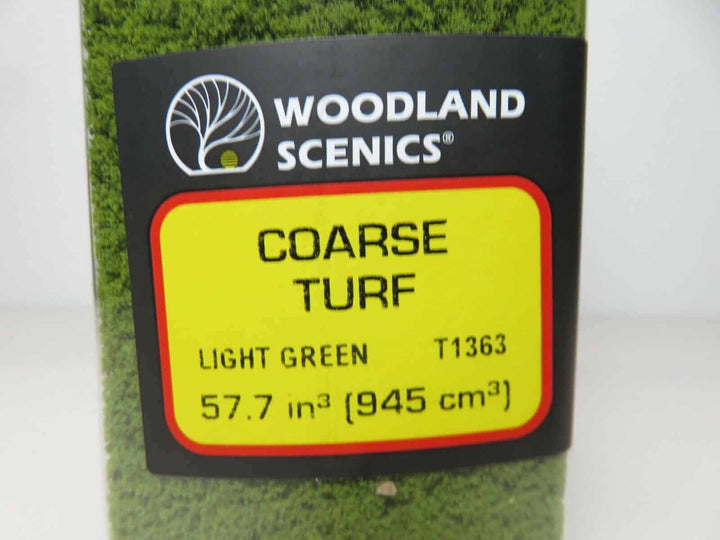 WOODLAND
SCENICS®
COARSE
TURF
LIGHT GREEN T1363
57.7 in³ (945 cm³)